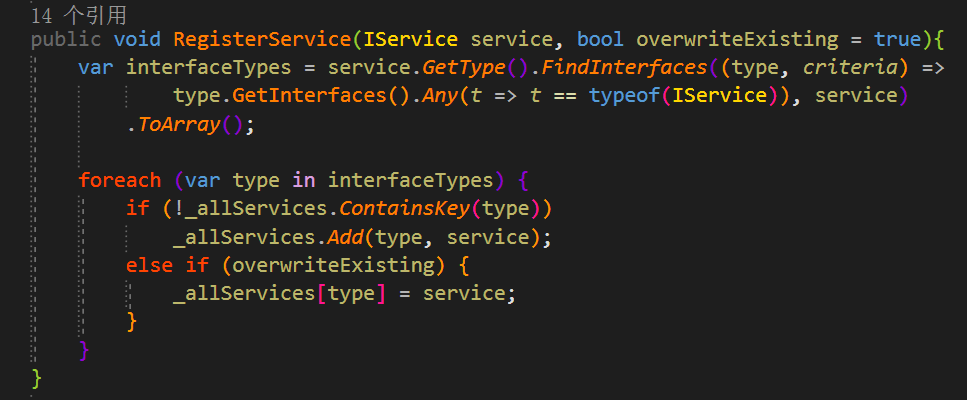 14 个引用
public void RegisterService(IService service, bool overwriteExisting = true){
var interfaceTypes = service.GetType().FindInterfaces((type, criteria) =>
type.GetInterfaces().Any(t => t == typeof(IService)), service)
.ToArray();
foreach (var type in interfaceTypes) {
if (!_allServices.ContainsKey(type))
_allServices.Add(type, service);
else if (overwriteExisting) {
_allServices[type] = service;
}
}
}